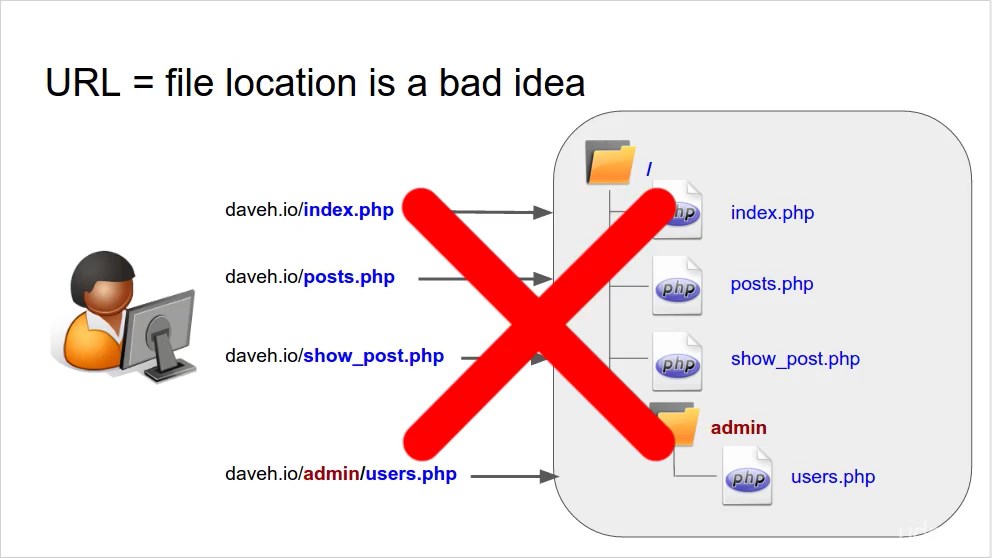 URL = file location is a bad idea
/
daveh.io/index.php
php
index.php
daveh.io/posts.php
php
posts.php
daveh.io/show_post.php
php
show_post.php
admin
daveh.io/admin/users.php
php
users.php